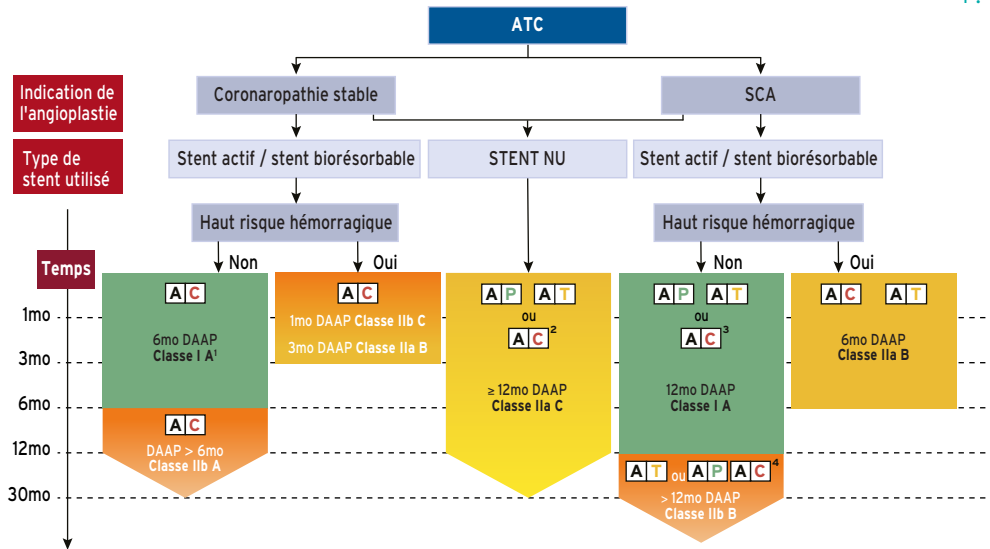 ATC
Indication de
l'angioplastie
Coronaropathie stable
SCA
Type de
stent utilisé
Stent actif / stent biorésorbable
STENT NU
Stent actif / stent biorésorbable
Haut risque hémorragique
Haut risque hémorragique
Temps
Non
Oui
Non
Oui
1mo
3mo
6mo
12mo
30mo
A C
6mo DAAP
Classe I A¹
A C
DAAP > 6mo
Classe IIb A
A C
1mo DAAP Classe IIb C
3mo DAAP Classe IIa B
A P A T
ou
A C ²
≥ 12mo DAAP
Classe IIa C
A P A T
ou
A C ³
12mo DAAP
Classe I A
A T ou A P A C ⁴
> 12mo DAAP
Classe IIb B
A C A T
6mo DAAP
Classe IIa B